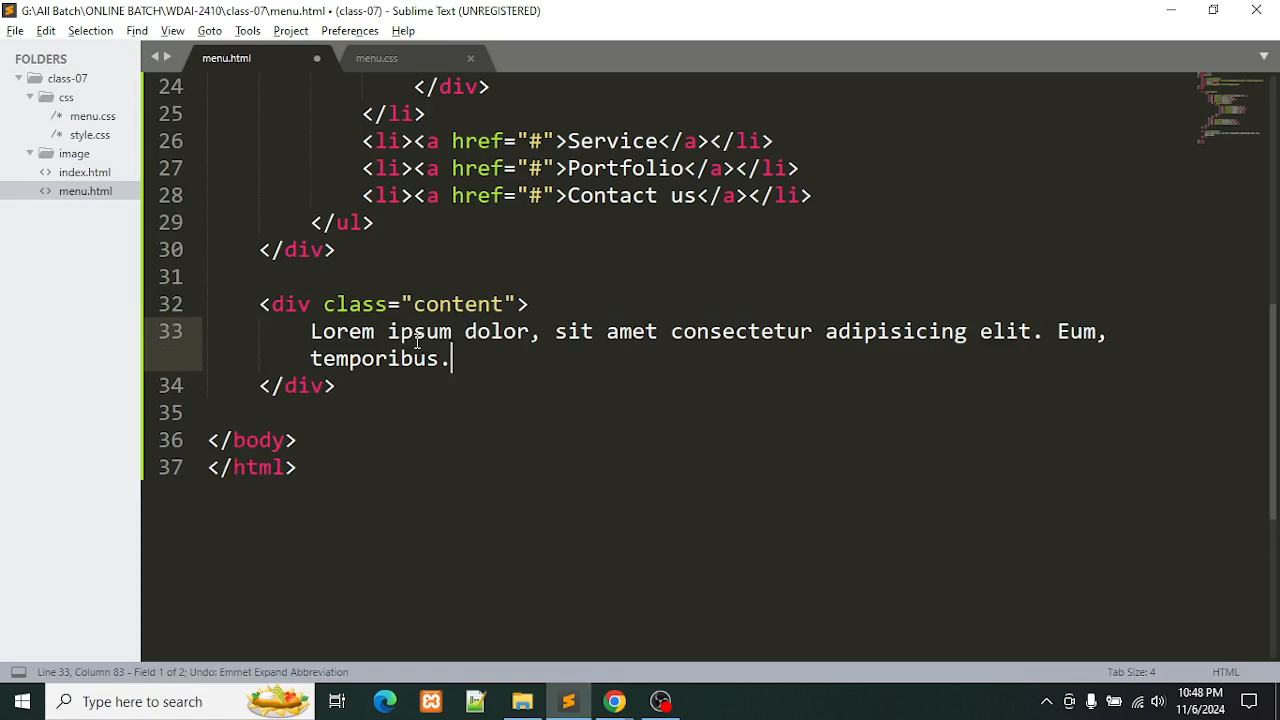 G:\All Batch\ONLINE BATCH\WDAI-2410\class-07\menu.html • (class-07) - Sublime Text (UNREGISTERED)
File Edit Selection Find View Goto Tools Project Preferences Help
FOLDERS
class-07
css
menu.css
style.css
image
index.html
menu.html
menu.html
menu.css
24 </div>
25 </li>
26 <li><a href="#">Service</a></li>
27 <li><a href="#">Portfolio</a></li>
28 <li><a href="#">Contact us</a></li>
29 </ul>
30 </div>
31
32 <div class="content">
33 Lorem ipsum dolor, sit amet consectetur adipisicing elit. Eum,
temporibus.
34 </div>
35
36 </body>
37 </html>
Line 33, Column 83 - Field 1 of 2; Undo: Emmet Expand Abbreviation
Tab Size: 4
HTML
Type here to search
10:48 PM
11/6/2024